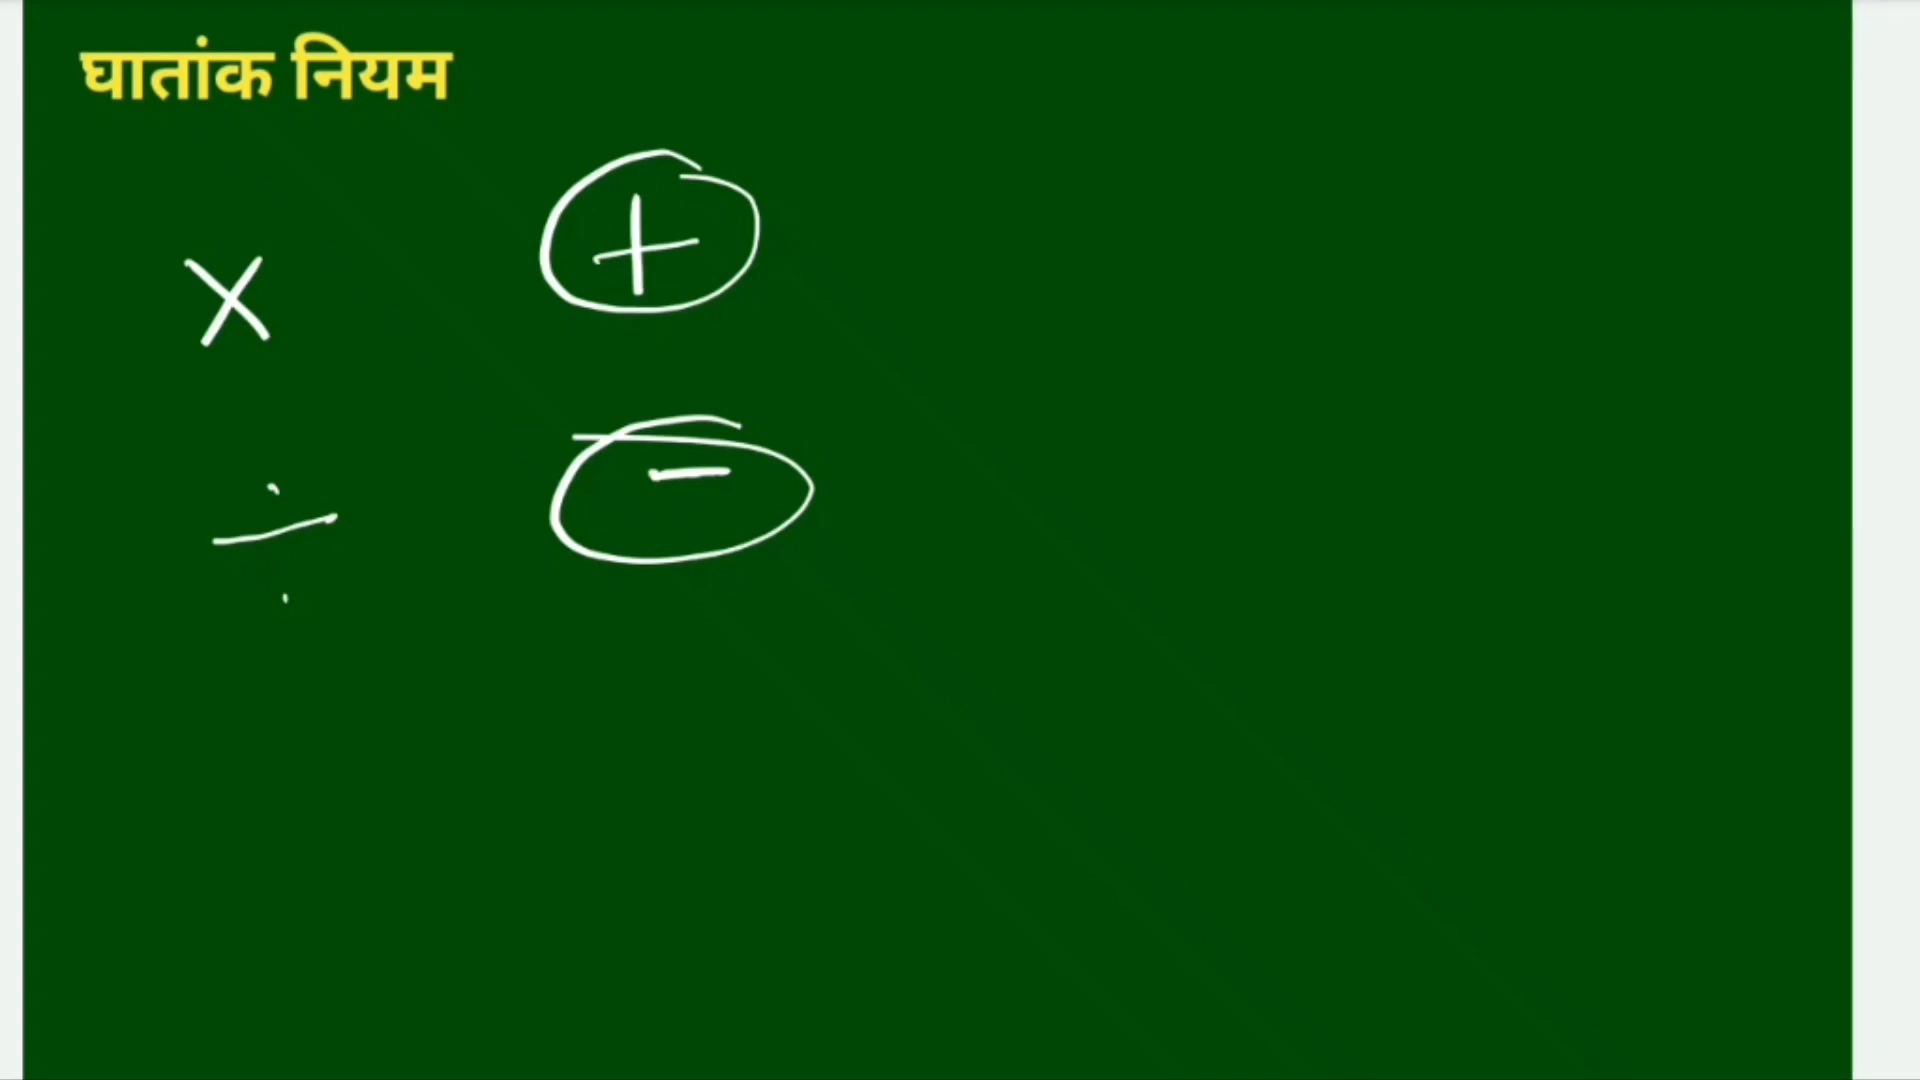 घातांक नियम
× +
÷ -